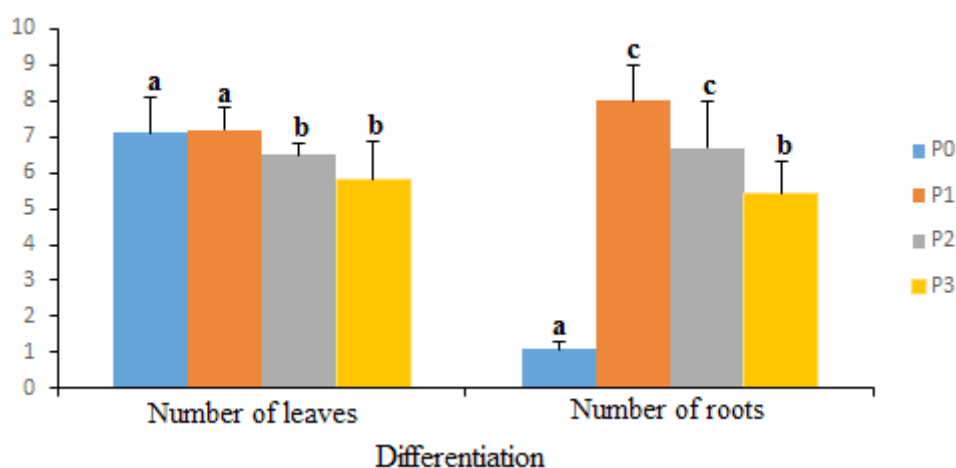 10
9
8
7
6
5
4
3
2
1
0
a
a
b
b
a
c
c
b
Number of leaves
Number of roots
Differentiation
P0
P1
P2
P3